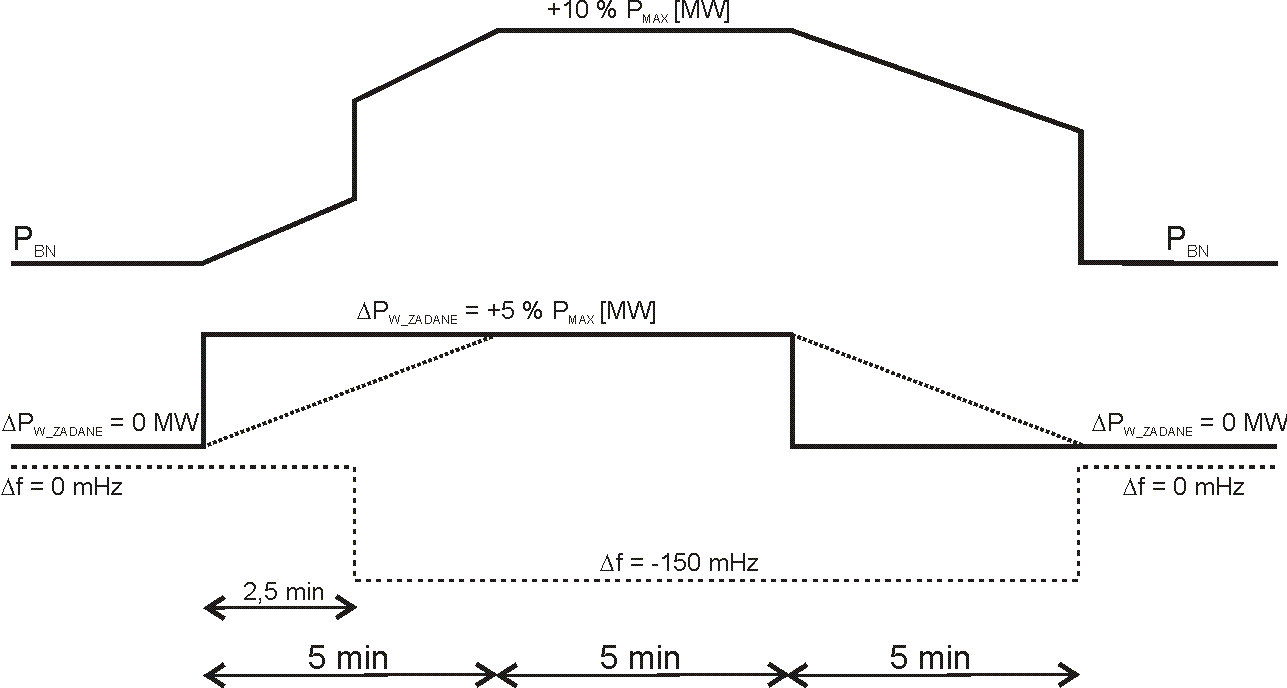 +10 % PMAX [MW]
PBN
PBN
ΔPW_ZADANE = +5 % PMAX [MW]
ΔPW_ZADANE = 0 MW
ΔPW_ZADANE = 0 MW
Δf = 0 mHz
Δf = 0 mHz
Δf = -150 mHz
2,5 min
5 min
5 min
5 min